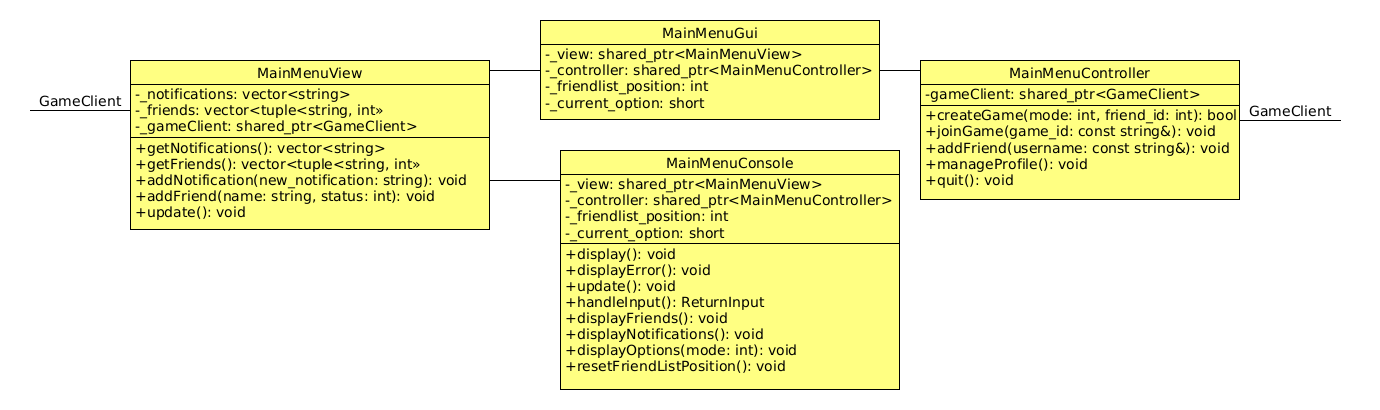 GameClient
MainMenuView
-_notifications: vector<string>
-_friends: vector<tuple<string, int»
-_gameClient: shared_ptr<GameClient>
+getNotifications(): vector<string>
+getFriends(): vector<tuple<string, int»
+addNotification(new_notification: string): void
+addFriend(name: string, status: int): void
+update(): void
MainMenuGui
-_view: shared_ptr<MainMenuView>
-_controller: shared_ptr<MainMenuController>
-_friendlist_position: int
-_current_option: short
MainMenuConsole
-_view: shared_ptr<MainMenuView>
-_controller: shared_ptr<MainMenuController>
-_friendlist_position: int
-_current_option: short
+display(): void
+displayError(): void
+update(): void
+handleInput(): ReturnInput
+displayFriends(): void
+displayNotifications(): void
+displayOptions(mode: int): void
+resetFriendListPosition(): void
MainMenuController
-gameClient: shared_ptr<GameClient>
+createGame(mode: int, friend_id: int): bool
+joinGame(game_id: const string&): void
+addFriend(username: const string&): void
+manageProfile(): void
+quit(): void
GameClient